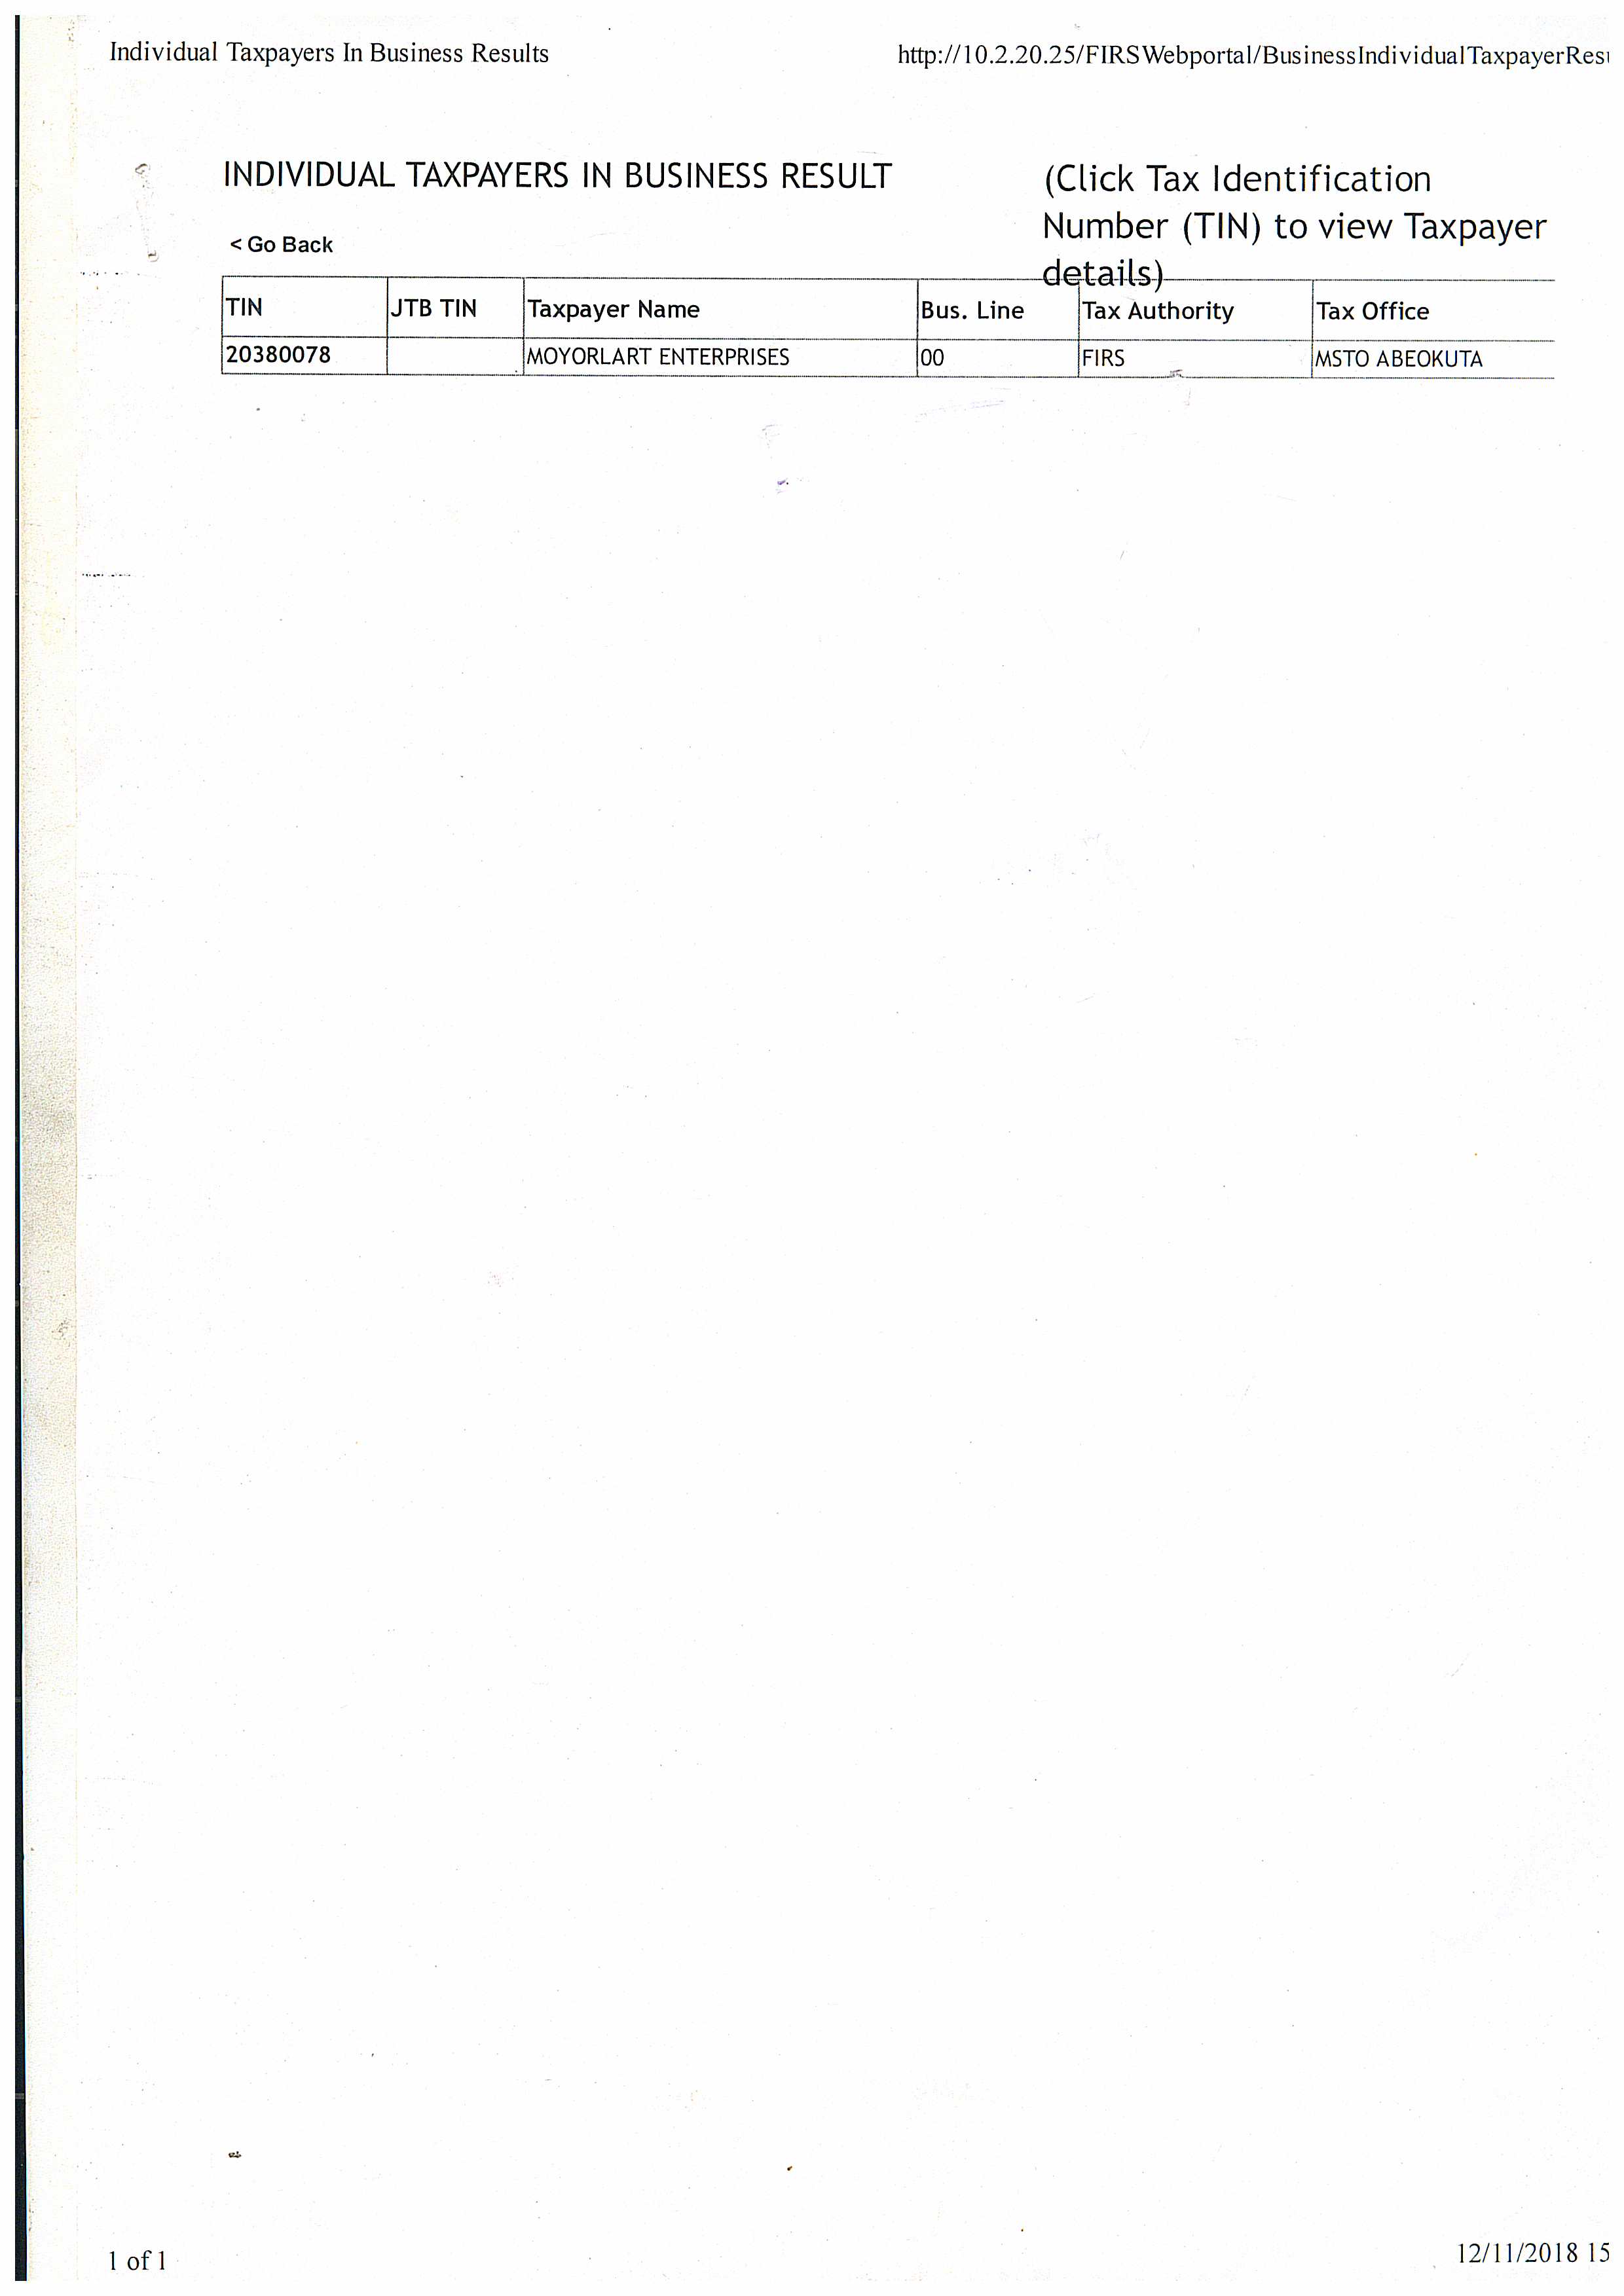 Individual Taxpayers In Business Results http://10.2.20.25/FIRSWebportal/BusinessIndividualTaxpayerRes
INDIVIDUAL TAXPAYERS IN BUSINESS RESULT
(Click Tax Identification
Number (TIN) to view Taxpayer
details)
< Go Back
TIN JTB TIN Taxpayer Name Bus. Line Tax Authority Tax Office
20380078 MOYORLART ENTERPRISES 00 FIRS MSTO ABEOKUTA
1 of 1 12/11/2018 15